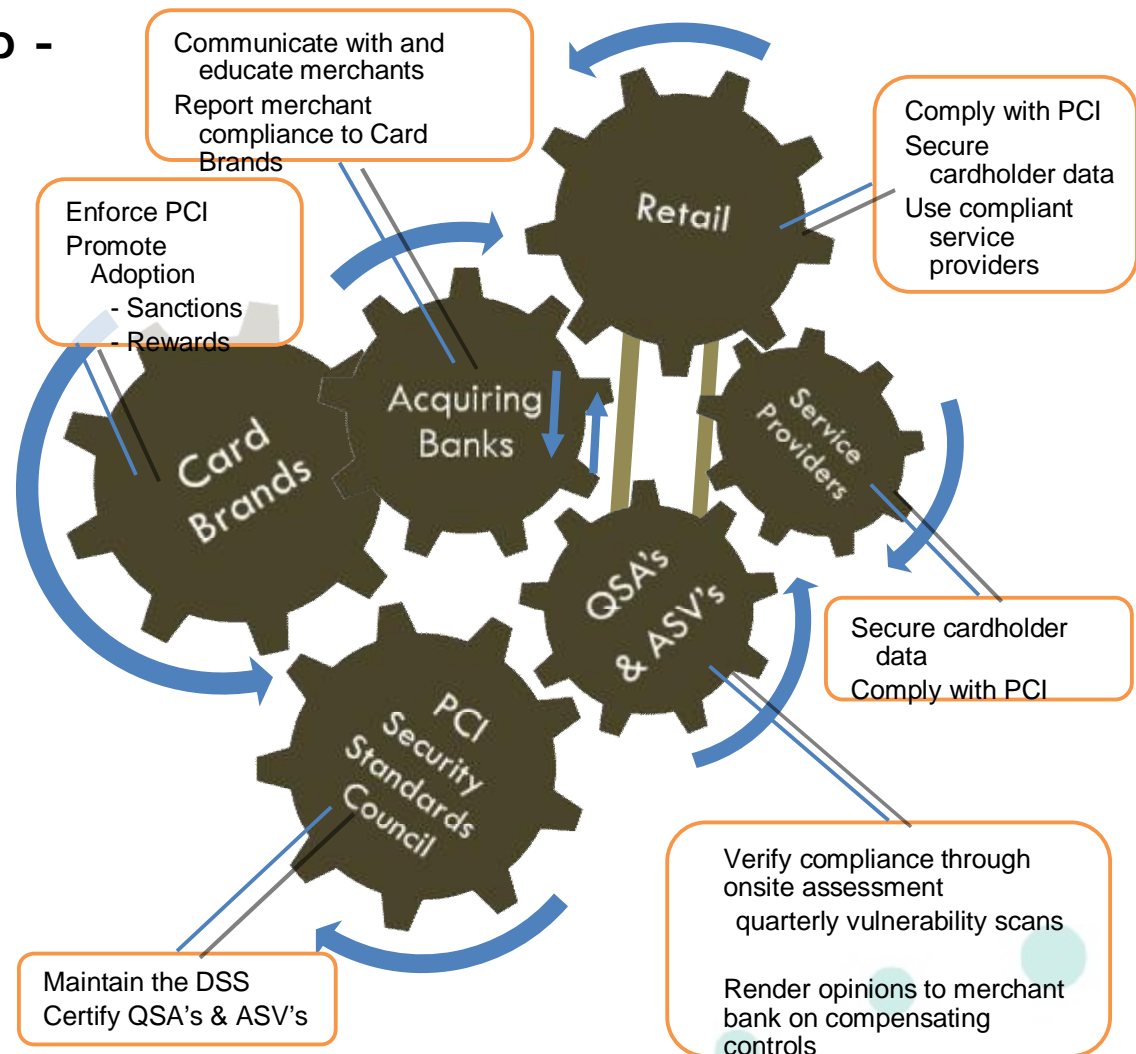 o -
Communicate with and
educate merchants
Report merchant
compliance to Card
Brands
Comply with PCI
Secure
cardholder data
Use compliant
service
providers
Enforce PCI
Promote
Adoption
- Sanctions
- Rewards
Retail
Acquiring
Banks
Card
Brands
Service
Providers
QSA's
& ASV's
Secure cardholder
data
Comply with PCI
PCI
Security
Standards
Council
Verify compliance through
onsite assessment
quarterly vulnerability scans
Render opinions to merchant
bank on compensating
controls
Maintain the DSS
Certify QSA's & ASV's